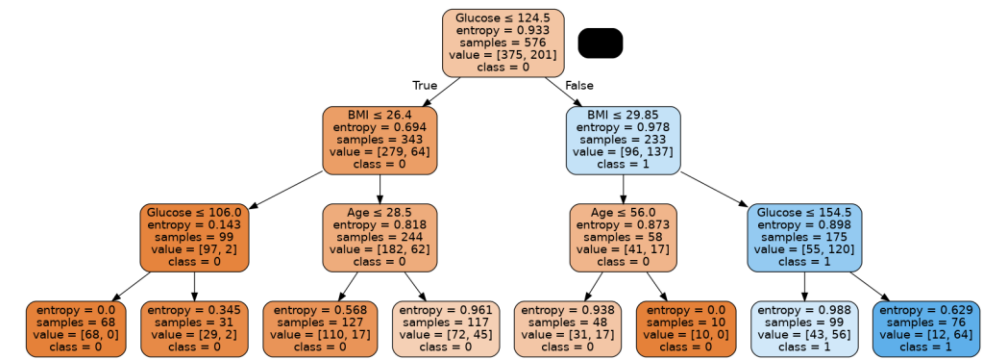 Glucose ≤ 124.5
entropy = 0.933
samples = 576
value = [375, 201]
class = 0
True
False
BMI ≤ 26.4
entropy = 0.694
samples = 343
value = [279, 64]
class = 0
BMI ≤ 29.85
entropy = 0.978
samples = 233
value = [96, 137]
class = 1
Glucose ≤ 106.0
entropy = 0.143
samples = 99
value = [97, 2]
class = 0
Age ≤ 28.5
entropy = 0.818
samples = 244
value = [182, 62]
class = 0
Age ≤ 56.0
entropy = 0.873
samples = 58
value = [41, 17]
class = 0
Glucose ≤ 154.5
entropy = 0.898
samples = 175
value = [55, 120]
class = 1
entropy = 0.0
samples = 68
value = [68, 0]
class = 0
entropy = 0.345
samples = 31
value = [29, 2]
class = 0
entropy = 0.568
samples = 127
value = [110, 17]
class = 0
entropy = 0.961
samples = 117
value = [72, 45]
class = 0
entropy = 0.938
samples = 48
value = [31, 17]
class = 0
entropy = 0.0
samples = 10
value = [10, 0]
class = 0
entropy = 0.988
samples = 99
value = [43, 56]
class = 1
entropy = 0.629
samples = 76
value = [12, 64]
class = 1